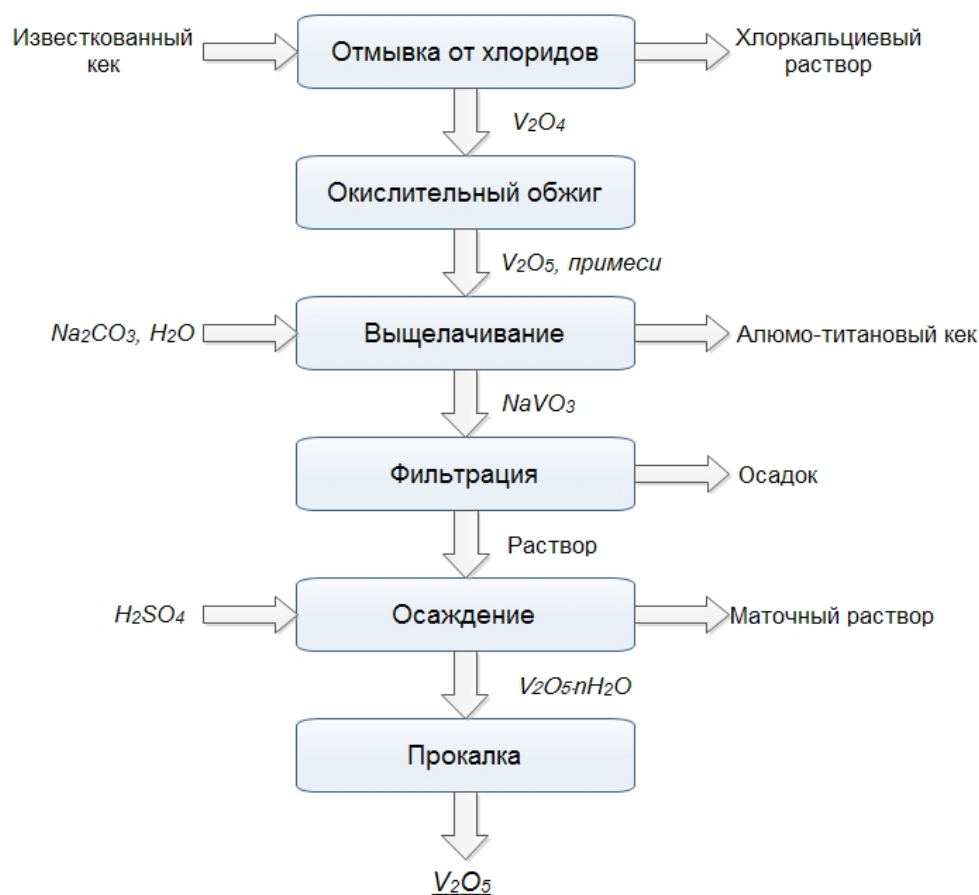 Известкованный
кек
Отмывка от хлоридов
Хлоркальциевый
раствор
V₂O₄
Окислительный обжиг
V₂O₅, примеси
Na₂CO₃, H₂O
Выщелачивание
Алюмо-титановый кек
NaVO₃
Фильтрация
Осадок
Раствор
H₂SO₄
Осаждение
Маточный раствор
V₂O₅·nH₂O
Прокалка
V₂O₅